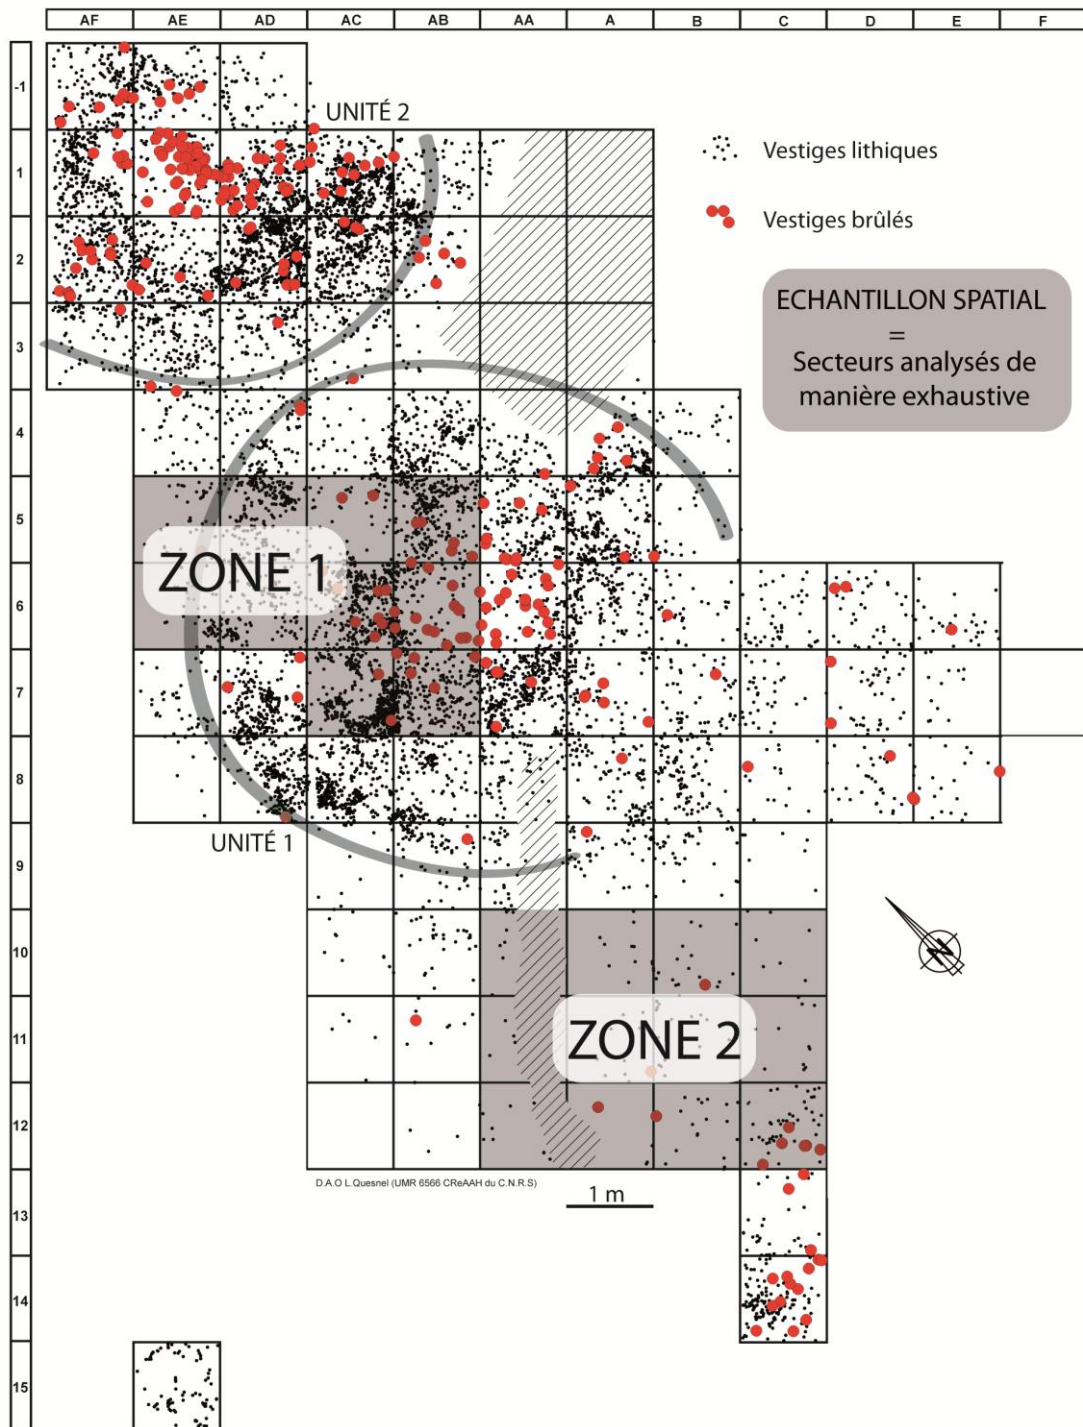 AF AE AD AC AB AA A B C D E F
-1
UNITÉ 2
1
Vestiges lithiques
Vestiges brûlés
2
ECHANTILLON SPATIAL
=
Secteurs analysés de
manière exhaustive
3
4
5
ZONE 1
6
7
8
UNITÉ 1
9
10
N
11
ZONE 2
12
D.A.O L.Quesnel (UMR 6566 CReAAH du C.N.R.S)
1 m
13
14
15